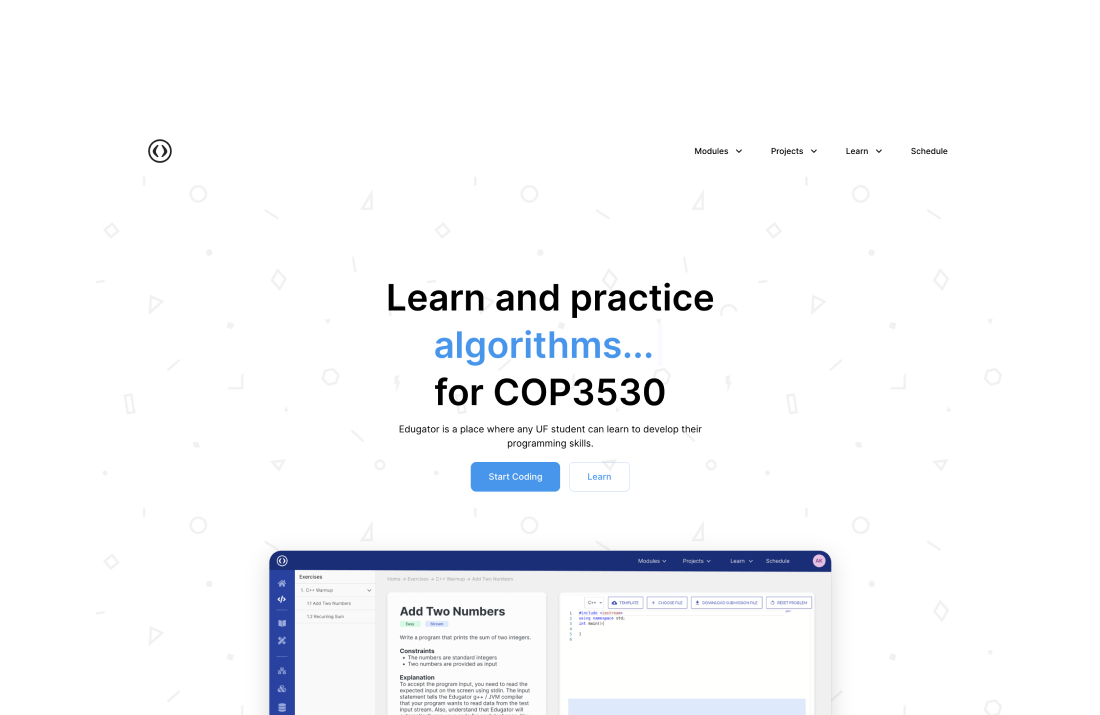 Modules
Projects
Learn
Schedule
Learn and practice
algorithms...
for COP3530
Edugator is a place where any UF student can learn to develop their
programming skills.
Start Coding
Learn
Modules
Projects
Learn
Schedule
AK
Exercises
Home → Exercises → C++ Warmup → Add Two Numbers
1. C++ Warmup
1.1 Add Two Numbers
1.2 Recurring Sum
Add Two Numbers
Easy
Stream
Write a program that prints the sum of two integers.
Constraints
• The numbers are standard integers
• Two numbers are provided as input
Explanation
To accept the program input, you need to read the
expected input on the screen using stdin. The input
statement tells the Edugator g++ / JVM compiler
that your program wants to read data from the test
input stream. Also, understand that Edugator will
C++
TEMPLATE
CHOOSE FILE
DOWNLOAD SUBMISSION FILE
RESET PROBLEM
1 #include <iostream
2 using namespace std;
3 int main(){
4
5 }
6